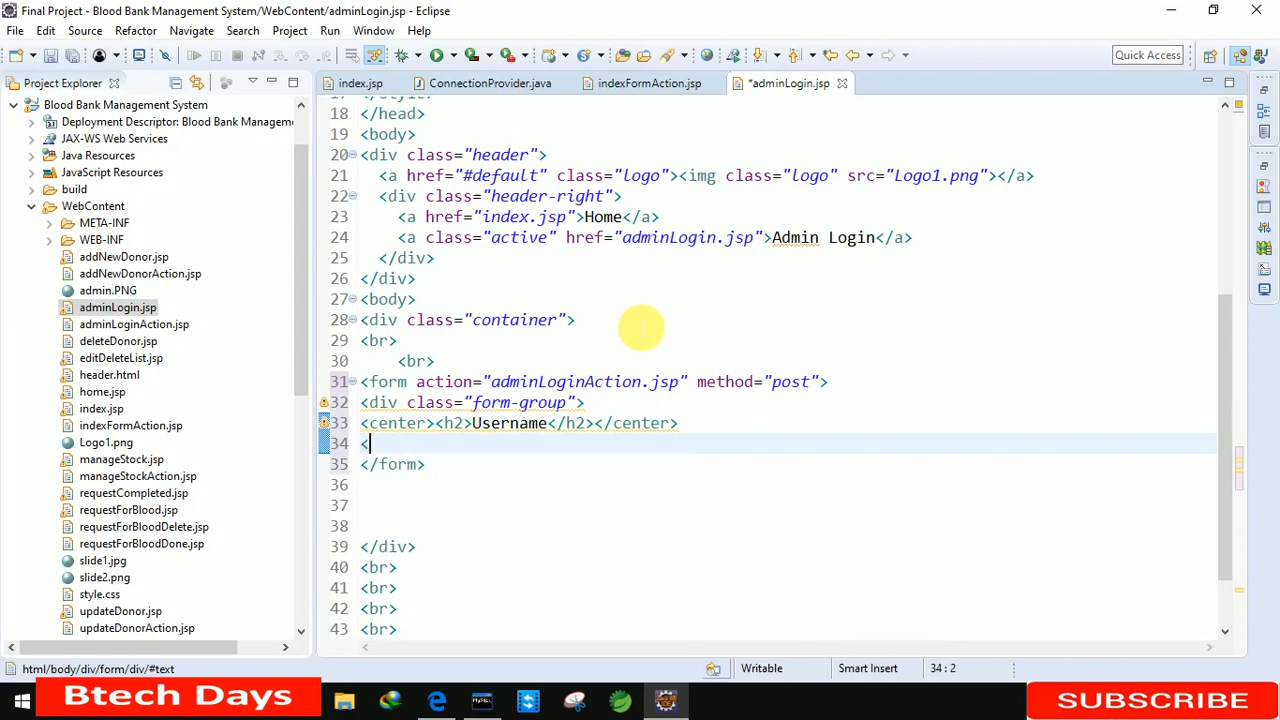 Final Project - Blood Bank Management System/WebContent/adminLogin.jsp - Eclipse
File Edit Source Refactor Navigate Search Project Run Window Help
Quick Access
Project Explorer
index.jsp ConnectionProvider.java indexFormAction.jsp *adminLogin.jsp
Blood Bank Management System
Deployment Descriptor: Blood Bank Managem
JAX-WS Web Services
Java Resources
JavaScript Resources
build
WebContent
META-INF
WEB-INF
addNewDonor.jsp
addNewDonorAction.jsp
admin.PNG
adminLogin.jsp
adminLoginAction.jsp
deleteDonor.jsp
editDeleteList.jsp
header.html
home.jsp
index.jsp
indexFormAction.jsp
Logo1.png
manageStock.jsp
manageStockAction.jsp
requestCompleted.jsp
requestForBlood.jsp
requestForBloodDelete.jsp
requestForBloodDone.jsp
slide1.jpg
slide2.png
style.css
updateDonor.jsp
updateDonorAction.jsp
17 </style>
18 </head>
19 <body>
20 <div class="header">
21 <a href="#default" class="logo"><img class="logo" src="Logo1.png"></a>
22 <div class="header-right">
23 <a href="index.jsp">Home</a>
24 <a class="active" href="adminLogin.jsp">Admin Login</a>
25 </div>
26 </div>
27 <body>
28 <div class="container">
29 <br>
30 <br>
31 <form action="adminLoginAction.jsp" method="post">
32 <div class="form-group">
33 <center><h2>Username</h2></center>
34 <
35 </form>
36
37
38
39 </div>
40 <br>
41 <br>
42 <br>
43 <br>
html/body/div/form/div/#text Writable Smart Insert 34 : 2
Btech Days
SUBSCRIBE